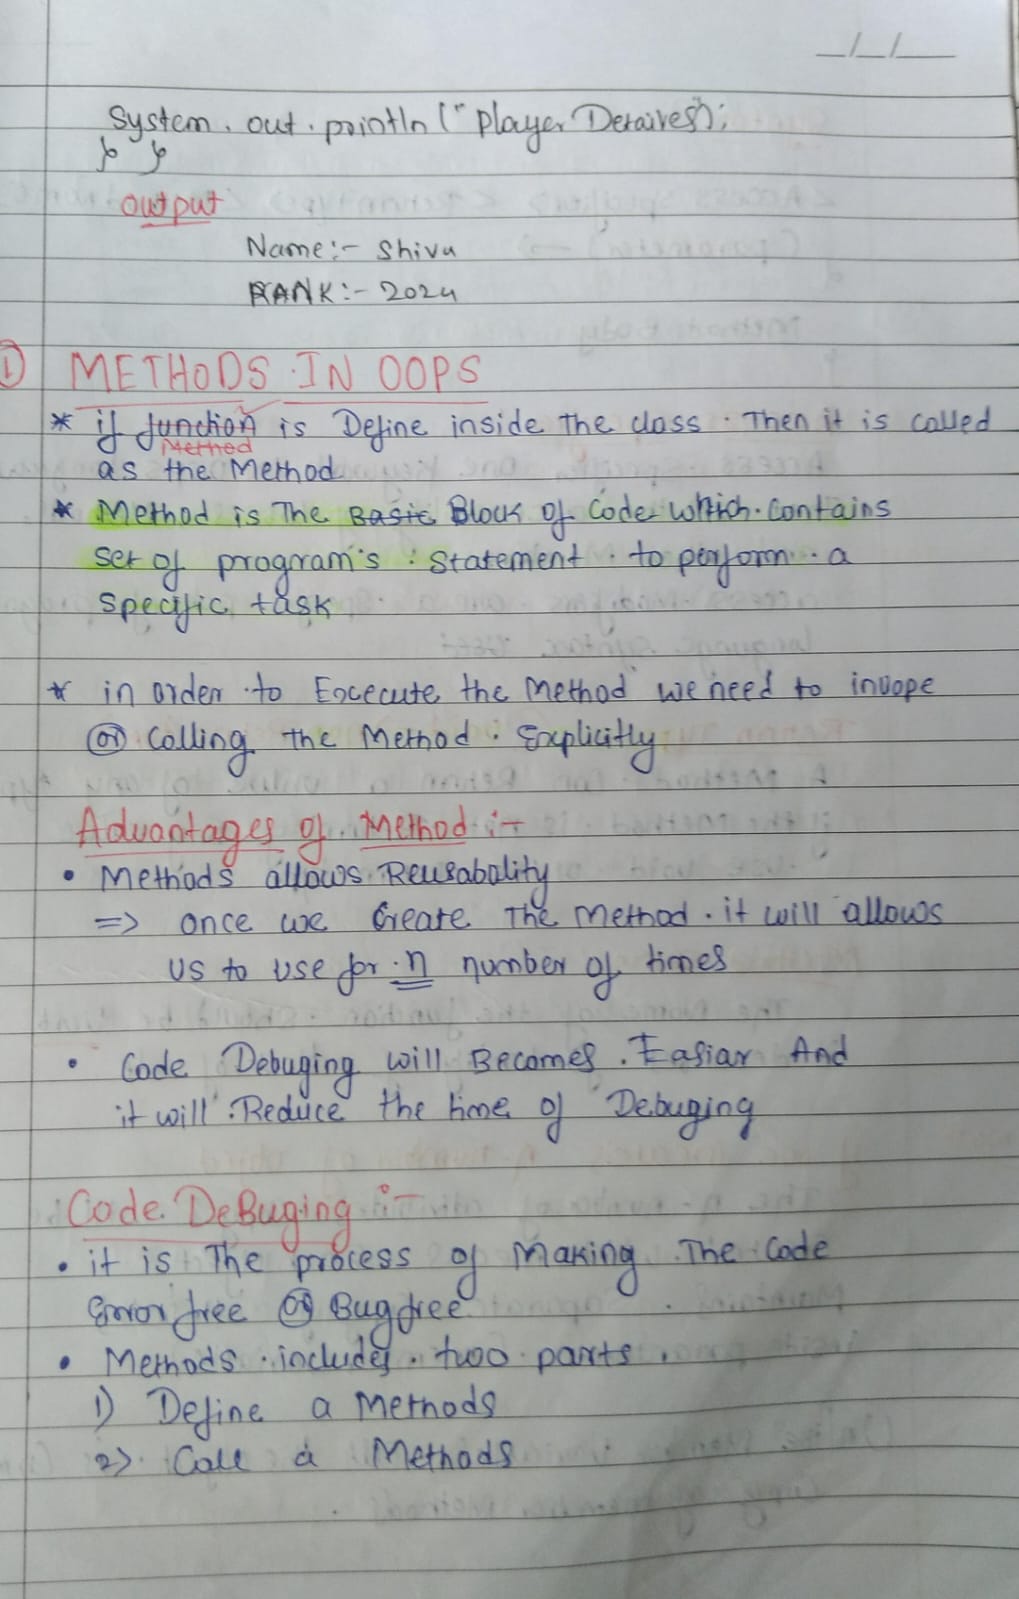 __/__/____
System. out. println ("Player Detaires");
} }
output
Name:- Shiva
RANK:- 2024
1) METHODS IN OOPS
* if function is Define inside the class. Then it is called
Method
as the Method
* Method is The Basic Block of Code which. Contains
set of program's. Statement. to perform. a
specific task
* in order to Excecute the Method we need to invope
or Calling the Method. Explicitly
Advantages of Method :-
• Methods allows Reusabality
=> once we Create The Method. it will allows
us to use for n number of times
• Code Debuging will Becomes. Easiar And
it will Reduce the time of Debuging
Code DeBuging :-
• it is The process of Making The Code
Error free or Bug free
• Methods includes two parts.
1) Define a Methods
2) Call a Methods